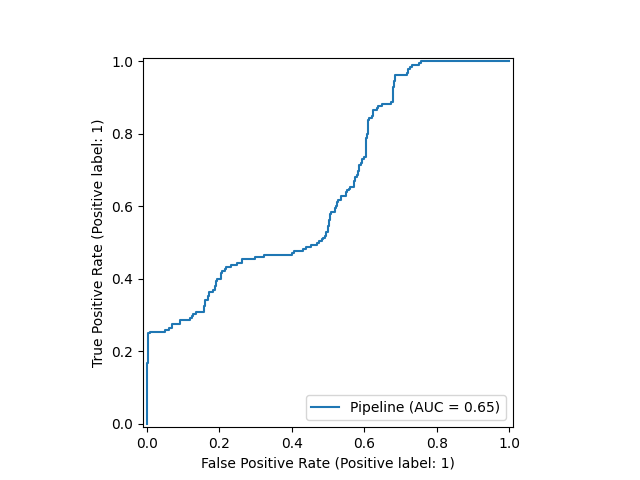 1.0
0.8
0.6
0.4
0.2
0.0
True Positive Rate (Positive label: 1)
Pipeline (AUC = 0.65)
0.0 0.2 0.4 0.6 0.8 1.0
False Positive Rate (Positive label: 1)